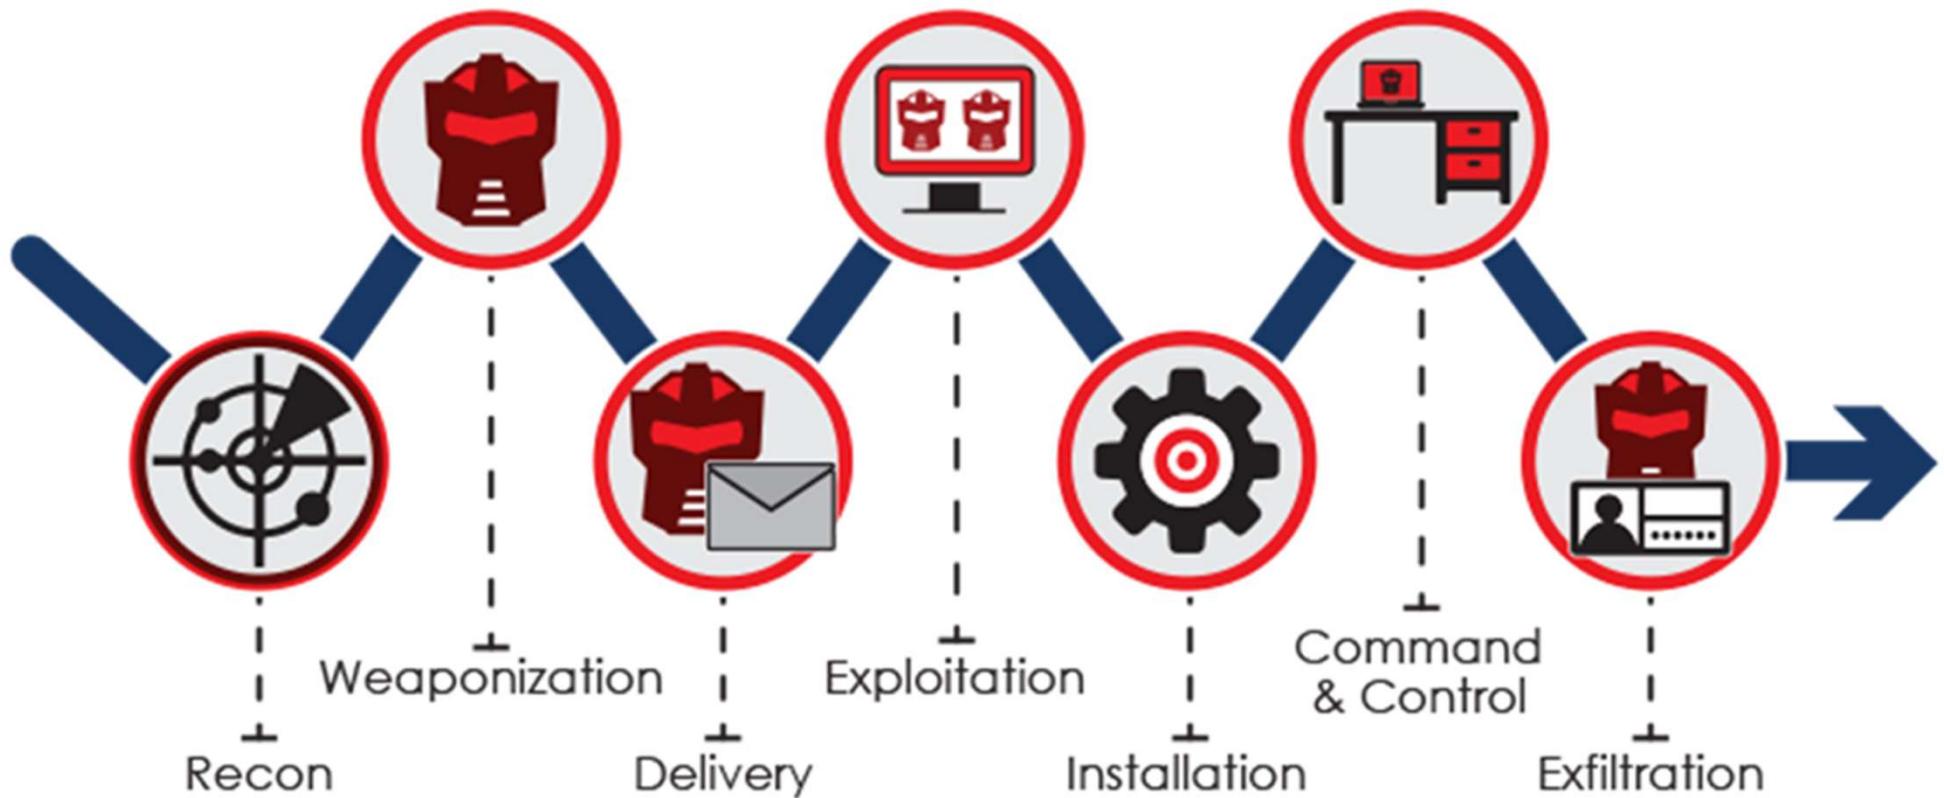 Recon
Weaponization
Delivery
Exploitation
Installation
Command
& Control
Exfiltration